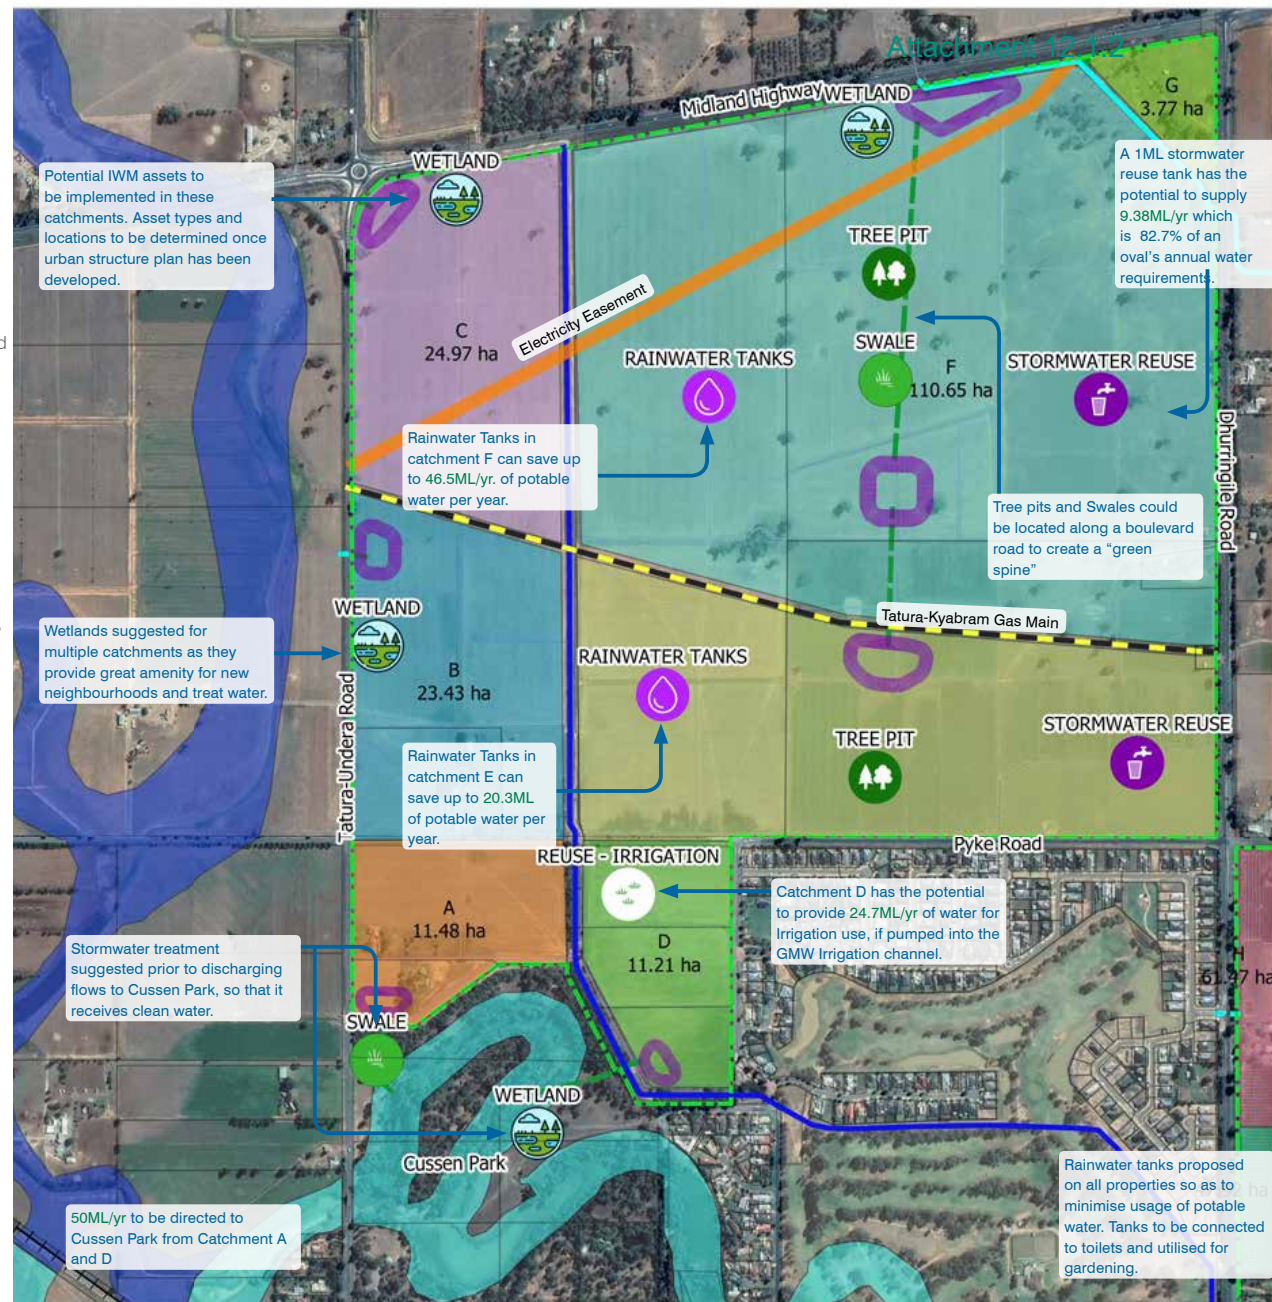 Attachment 12.1.2
G
3.77 ha
Midland Highway
WETLAND
WETLAND
A 1ML stormwater
reuse tank has the
potential to supply
9.38ML/yr which
is 82.7% of an
oval's annual water
requirements.
Potential IWM assets to
be implemented in these
catchments. Asset types and
locations to be determined once
urban structure plan has been
developed.
TREE PIT
Electricity Easement
C
24.97 ha
d
RAINWATER TANKS
SWALE
F
110.65 ha
STORMWATER REUSE
Dhurringile Road
Rainwater Tanks in
catchment F can save up
to 46.5ML/yr. of potable
water per year.
Tree pits and Swales could
be located along a boulevard
road to create a "green
spine"
WETLAND
Tatura-Kyabram Gas Main
Wetlands suggested for
multiple catchments as they
provide great amenity for new
neighbourhoods and treat water.
B
23.43 ha
RAINWATER TANKS
Tatura-Undera Road
TREE PIT
STORMWATER REUSE
Rainwater Tanks in
catchment E can
save up to 20.3ML
of potable water per
year.
Pyke Road
REUSE - IRRIGATION
A
11.48 ha
Catchment D has the potential
to provide 24.7ML/yr of water for
Irrigation use, if pumped into the
GMW Irrigation channel.
D
11.21 ha
H
61.47 ha
Stormwater treatment
suggested prior to discharging
flows to Cussen Park, so that it
receives clean water.
SWALE
WETLAND
Cussen Park
50ML/yr to be directed to
Cussen Park from Catchment A
and D
Rainwater tanks proposed
on all properties so as to
minimise usage of potable
water. Tanks to be connected
to toilets and utilised for
gardening.